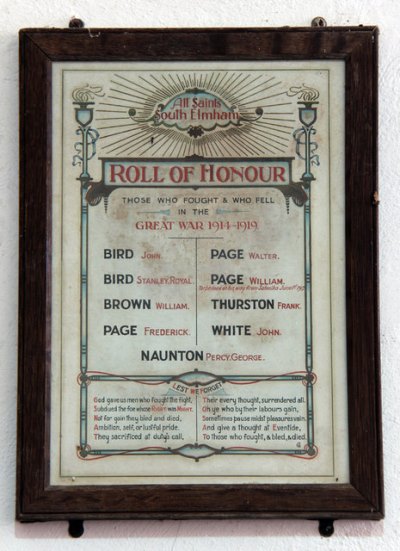 All Saints
South Elmham
ROLL OF HONOUR
THOSE WHO FOUGHT & WHO FELL
IN THE
GREAT WAR 1914-1919.
BIRD JOHN.
PAGE WALTER.
BIRD STANLEY. ROYAL.
PAGE WILLIAM.
BROWN WILLIAM.
THURSTON FRANK.
PAGE FREDERICK.
WHITE JOHN.
NAUNTON PERCY. GEORGE.
LEST WE FORGET
God gave us men who fought the fight,
Subdued the foe whose RIGHT was MIGHT.
Not for gain they bled and died,
Ambition, self, or lustful pride.
They sacrificed at duty's call,
Their every thought, surrendered all.
Oh ye who by their labours gain,
Sometimes pause midst pleasures vain.
And give a thought at Eventide,
To those who fought, & bled, & died.